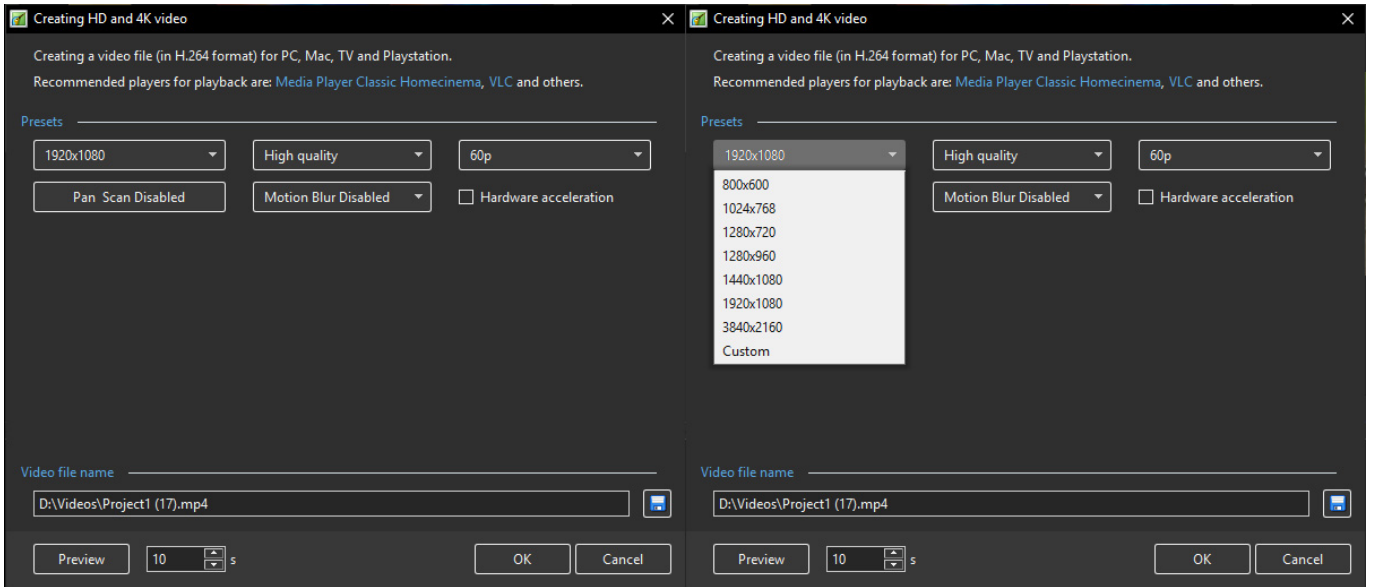 Creating HD and 4K video
Creating a video file (in H.264 format) for PC, Mac, TV and Playstation.
Recommended players for playback are: Media Player Classic Homecinema, VLC and others.
Presets
1920x1080
High quality
60p
Pan Scan Disabled
Motion Blur Disabled
Hardware acceleration
Video file name
D:\Videos\Project1 (17).mp4
Preview
10
s
OK
Cancel
Creating HD and 4K video
Creating a video file (in H.264 format) for PC, Mac, TV and Playstation.
Recommended players for playback are: Media Player Classic Homecinema, VLC and others.
Presets
1920x1080
High quality
60p
800x600
1024x768
1280x720
1280x960
1440x1080
1920x1080
3840x2160
Custom
Motion Blur Disabled
Hardware acceleration
Video file name
D:\Videos\Project1 (17).mp4
Preview
10
s
OK
Cancel